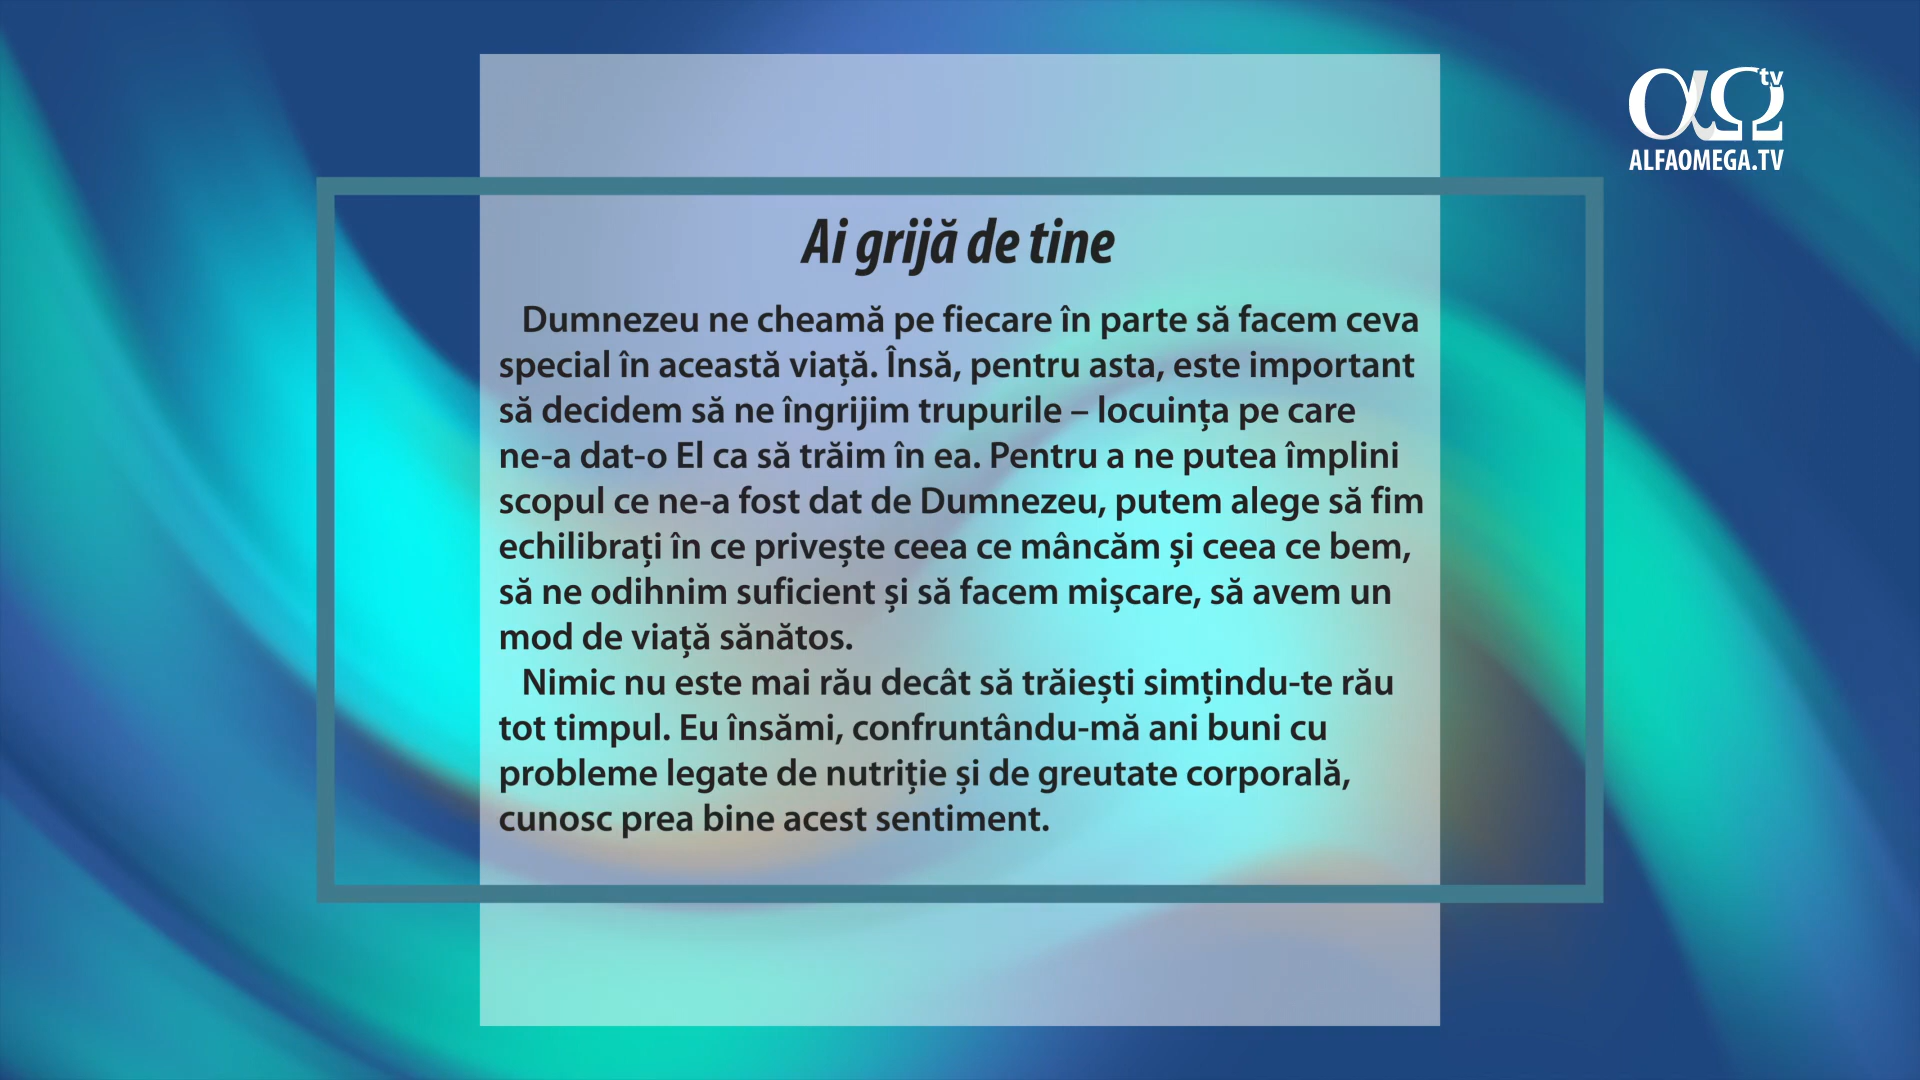 tv
αΩ
ALFAOMEGA.TV
Ai grijă de tine
Dumnezeu ne cheamă pe fiecare în parte să facem ceva
special în această viață. Însă, pentru asta, este important
să decidem să ne îngrijim trupurile – locuința pe care
ne-a dat-o El ca să trăim în ea. Pentru a ne putea împlini
scopul ce ne-a fost dat de Dumnezeu, putem alege să fim
echilibrați în ce privește ceea ce mâncăm și ceea ce bem,
să ne odihnim suficient și să facem mișcare, să avem un
mod de viață sănătos.
Nimic nu este mai rău decât să trăiești simțindu-te rău
tot timpul. Eu însămi, confruntându-mă ani buni cu
probleme legate de nutriție și de greutate corporală,
cunosc prea bine acest sentiment.